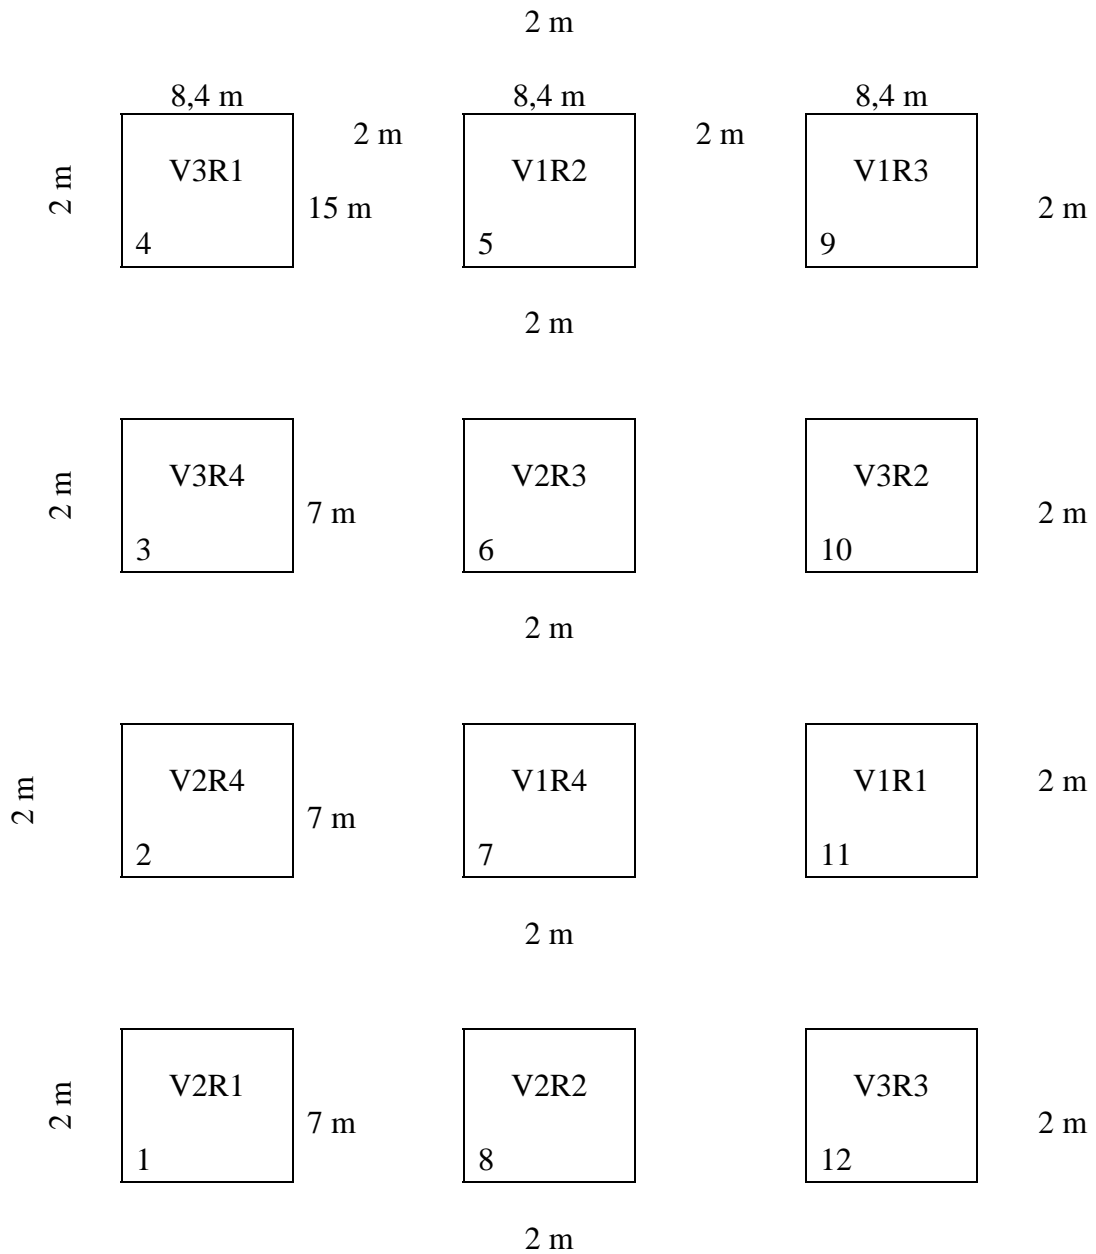 2 m
8,4 m 8,4 m 8,4 m
2 m 2 m
V3R1 V1R2 V1R3
2 m 15 m 2 m
4 5 9
2 m
V3R4 V2R3 V3R2
2 m 7 m 2 m
3 6 10
2 m
V2R4 V1R4 V1R1 2 m
2 m 7 m
2 7 11
2 m
V2R1 V2R2 V3R3
2 m 7 m 2 m
1 8 12
2 m